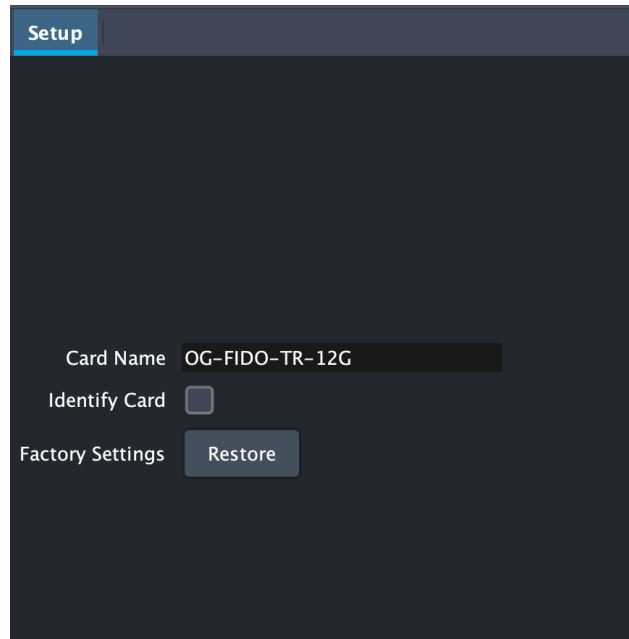 Setup
Card Name OG-FIDO-TR-12G
Identify Card
Factory Settings Restore